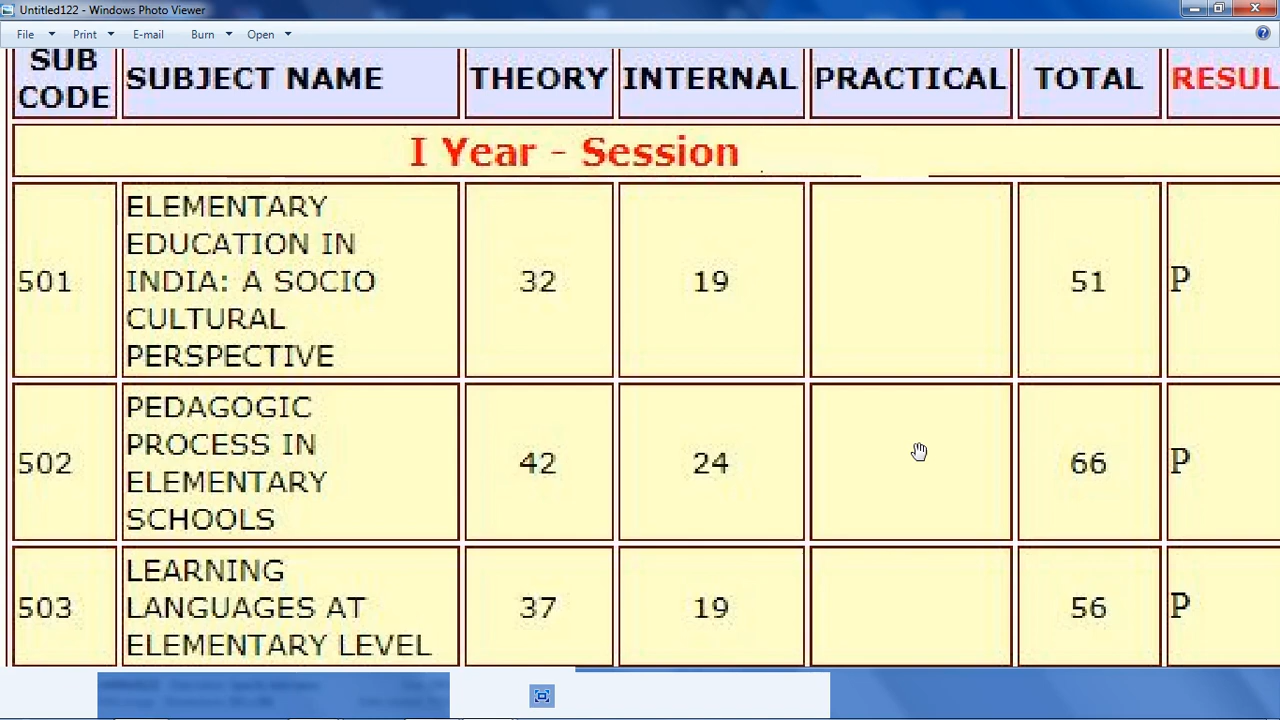 Untitled122 - Windows Photo Viewer
File Print E-mail Burn Open
SUB CODE SUBJECT NAME THEORY INTERNAL PRACTICAL TOTAL RESUL
I Year - Session
501 ELEMENTARY EDUCATION IN INDIA: A SOCIO CULTURAL PERSPECTIVE 32 19 51 P
502 PEDAGOGIC PROCESS IN ELEMENTARY SCHOOLS 42 24 66 P
503 LEARNING LANGUAGES AT ELEMENTARY LEVEL 37 19 56 P